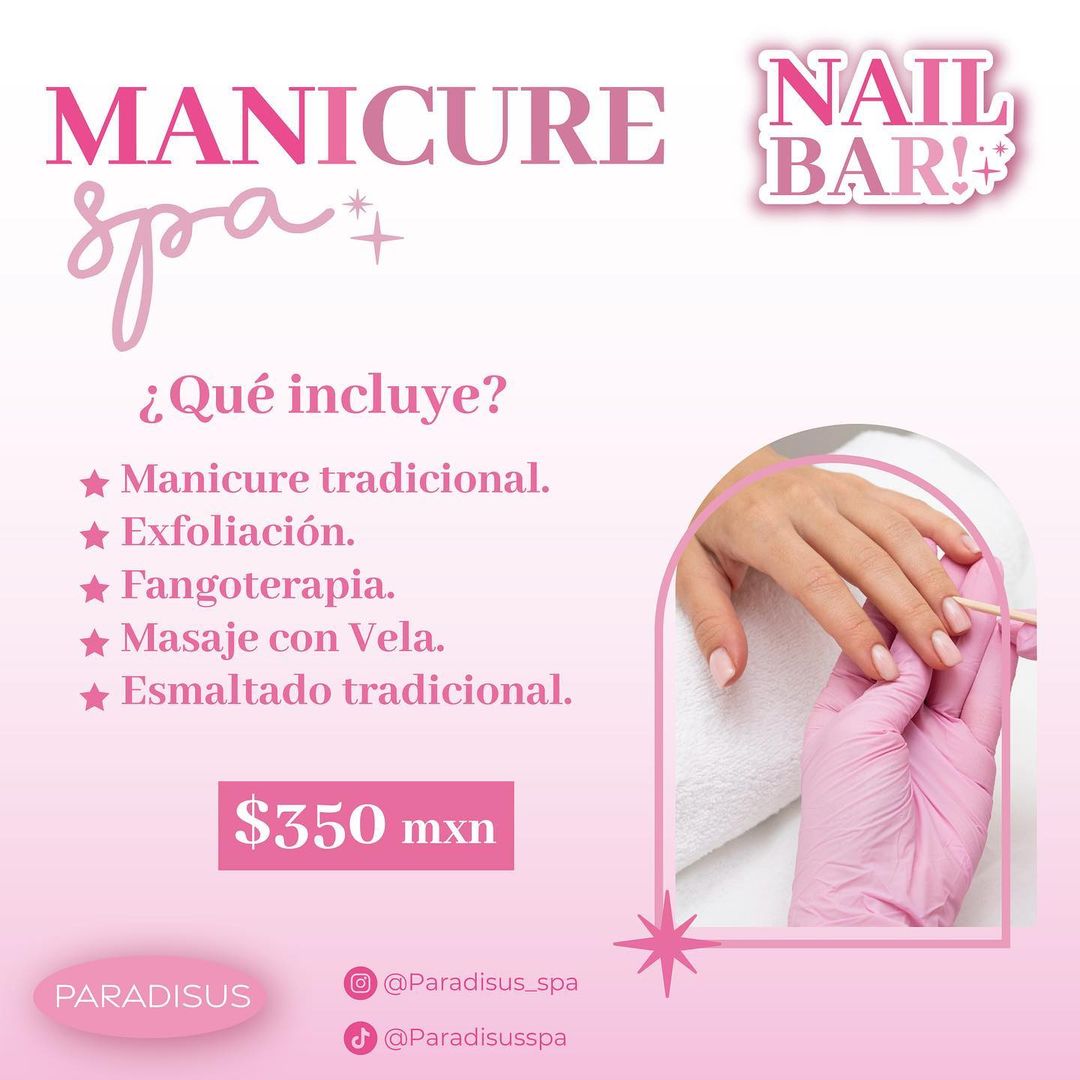 MANICURE
spa
NAIL
BAR!
¿Qué incluye?
Manicure tradicional.
Exfoliación.
Fangoterapia.
Masaje con Vela.
Esmaltado tradicional.
$350 mxn
PARADISUS
@Paradisus_spa
@Paradisusspa